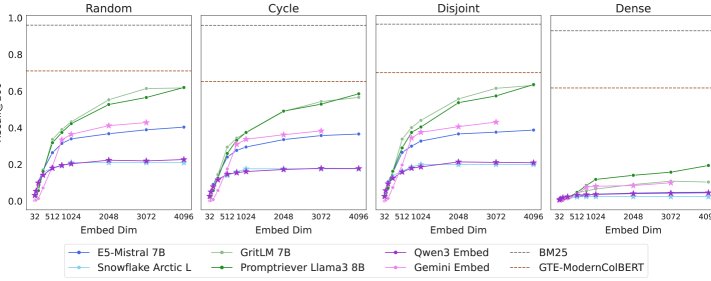 Random Cycle Disjoint Dense
1.0
0.8
0.6
0.4
0.2
0.0
32 512 1024 2048 3072 4096 32 512 1024 2048 3072 4096 32 512 1024 2048 3072 4096 32 512 1024 2048 3072 4096
Embed Dim Embed Dim Embed Dim Embed Dim
E5-Mistral 7B GritLM 7B Qwen3 Embed BM25
Snowflake Arctic L Promptriever Llama3 8B Gemini Embed GTE-ModernColBERT